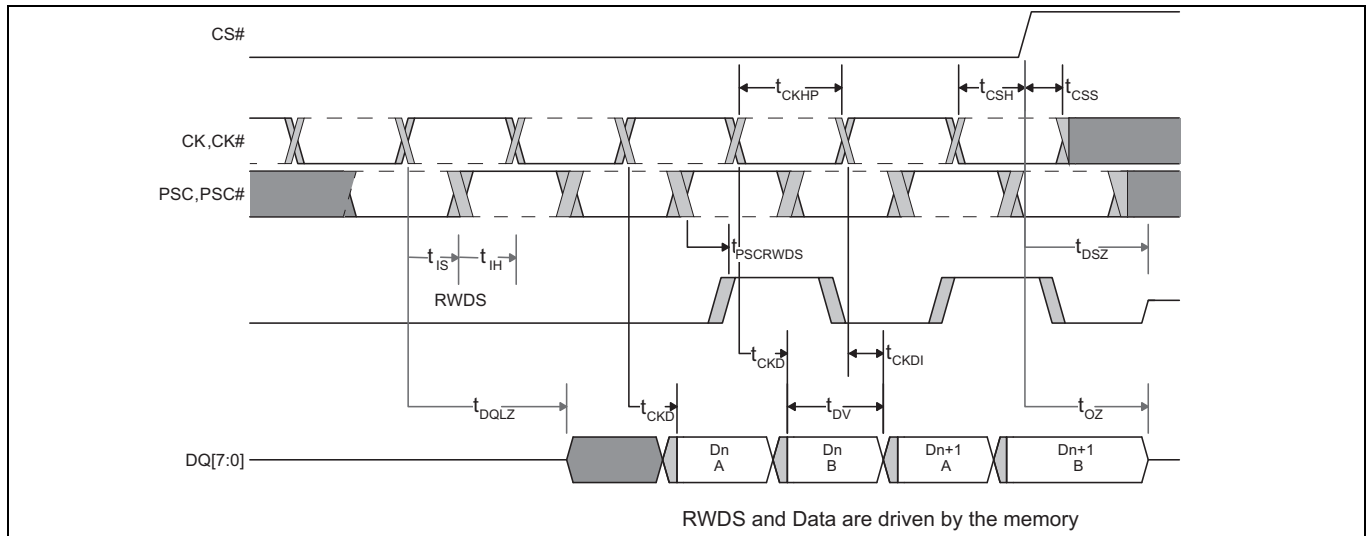 CS#
tCKHP
tCSH
tCSS
CK,CK#
PSC,PSC#
tIS
tIH
tPSCRWDS
tDSZ
RWDS
tCKD
tCKDI
tDQLZ
tCKD
tDV
tOZ
DQ[7:0]
Dn
A
Dn
B
Dn+1
A
Dn+1
B
RWDS and Data are driven by the memory